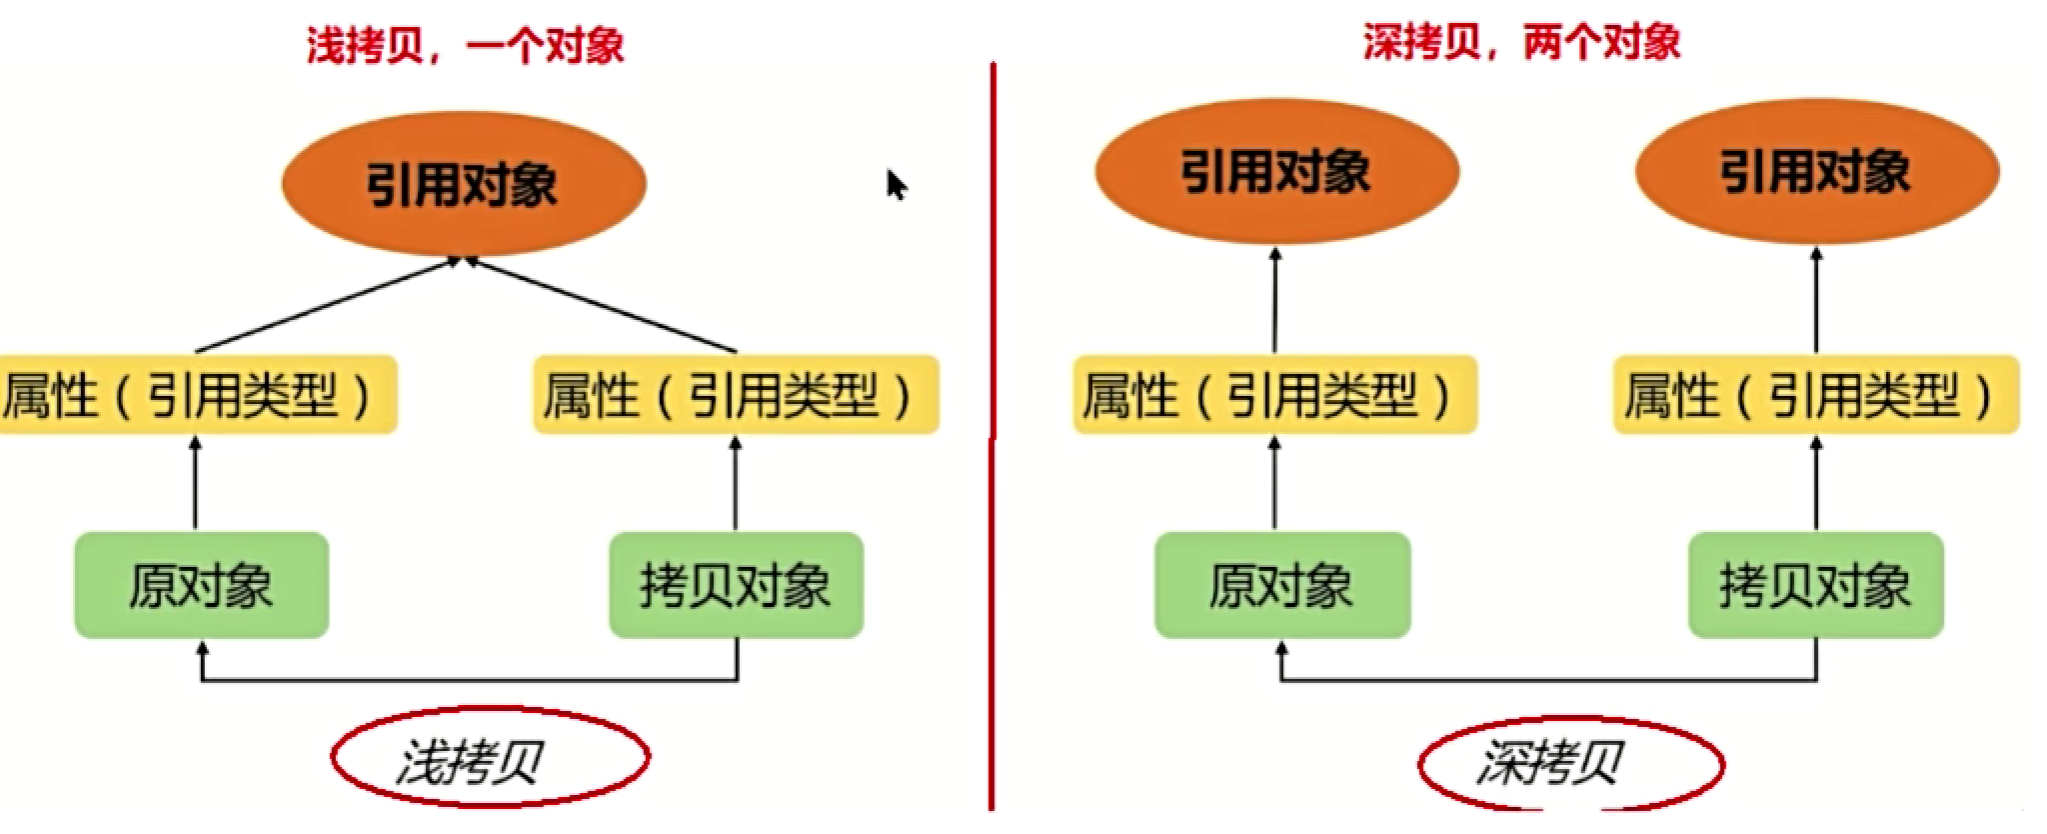 浅拷贝，一个对象
引用对象
属性（引用类型）
属性（引用类型）
原对象
拷贝对象
浅拷贝
深拷贝，两个对象
引用对象
引用对象
属性（引用类型）
属性（引用类型）
原对象
拷贝对象
深拷贝